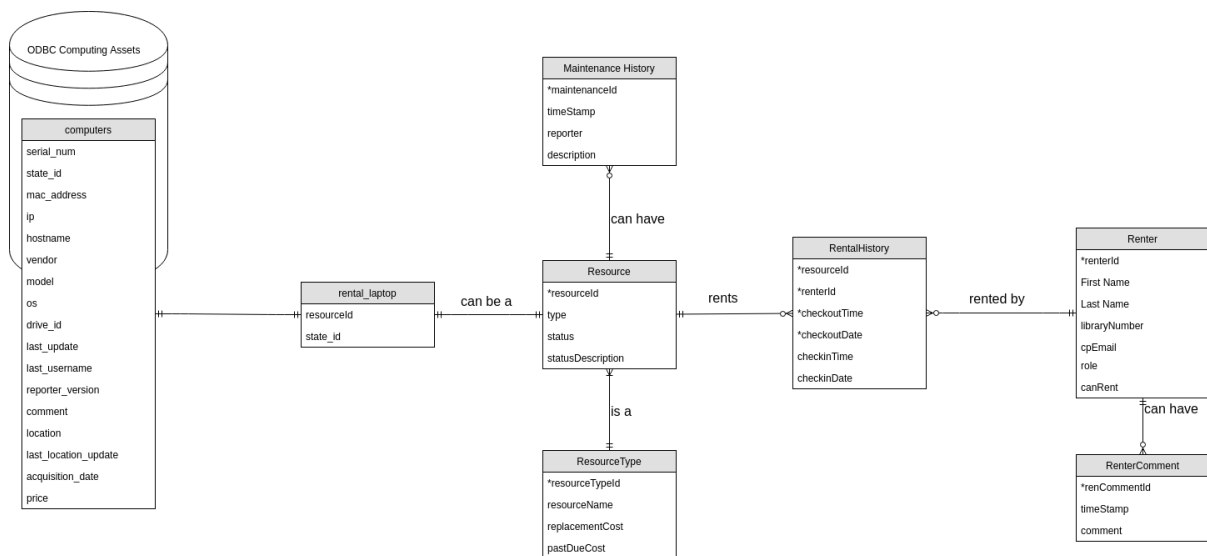 ODBC Computing Assets
computers
serial_num
state_id
mac_address
ip
hostname
vendor
model
os
drive_id
last_update
last_username
reporter_version
comment
location
last_location_update
acquisition_date
price
rental_laptop
resourceId
state_id
can be a
Maintenance History
*maintenanceId
timeStamp
reporter
description
can have
Resource
*resourceId
type
status
statusDescription
is a
ResourceType
*resourceTypeId
resourceName
replacementCost
pastDueCost
rents
RentalHistory
*resourceId
*renterId
*checkoutTime
*checkoutDate
checkinTime
checkinDate
rented by
Renter
*renterId
First Name
Last Name
libraryNumber
cpEmail
role
canRent
can have
RenterComment
*renCommentId
timeStamp
comment